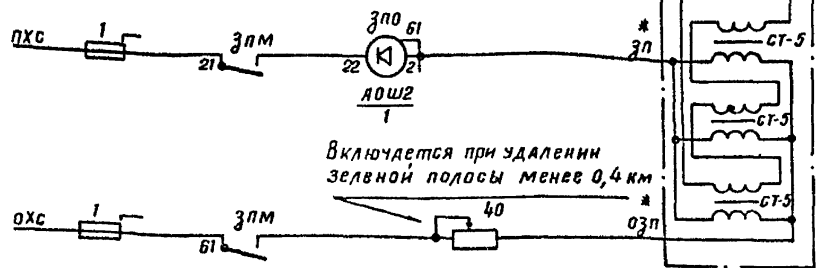 ЗПО
ПХС
1
ЗПМ
21
22
61
2
*
ЗП
СТ-5
АОШ2
1
СТ-5
Включается при удалении
зеленой полосы менее 0,4 км
*
СТ-5
ОХС
1
ЗПМ
61
40
ОЗП